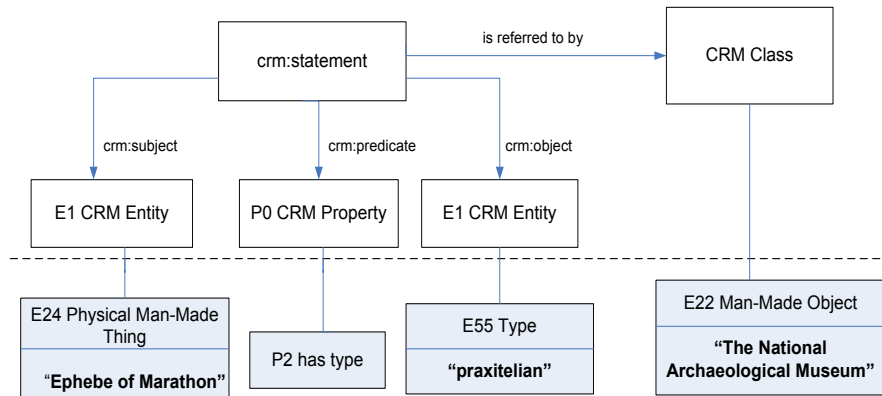 is referred to by
crm:statement
CRM Class
crm:subject
crm:predicate
crm:object
E1 CRM Entity
P0 CRM Property
E1 CRM Entity
E24 Physical Man-Made
Thing
“Ephebe of Marathon”
P2 has type
E55 Type
“praxitelian”
E22 Man-Made Object
“The National
Archaeological Museum”